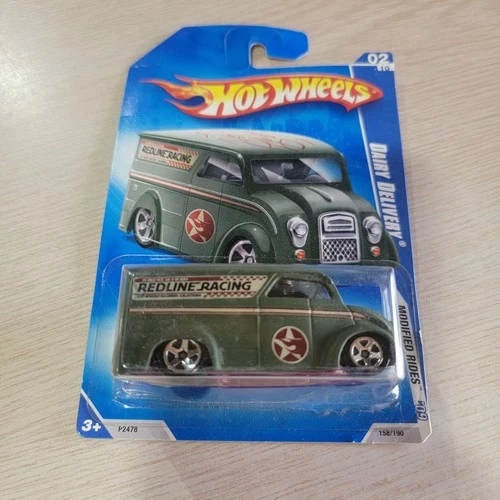 HOT WHEELS
02
10
DAIRY DELIVERY®
REDLINE RACING
REDLINE RACING
MODIFIED RIDES '09
3+
P2478
158/190